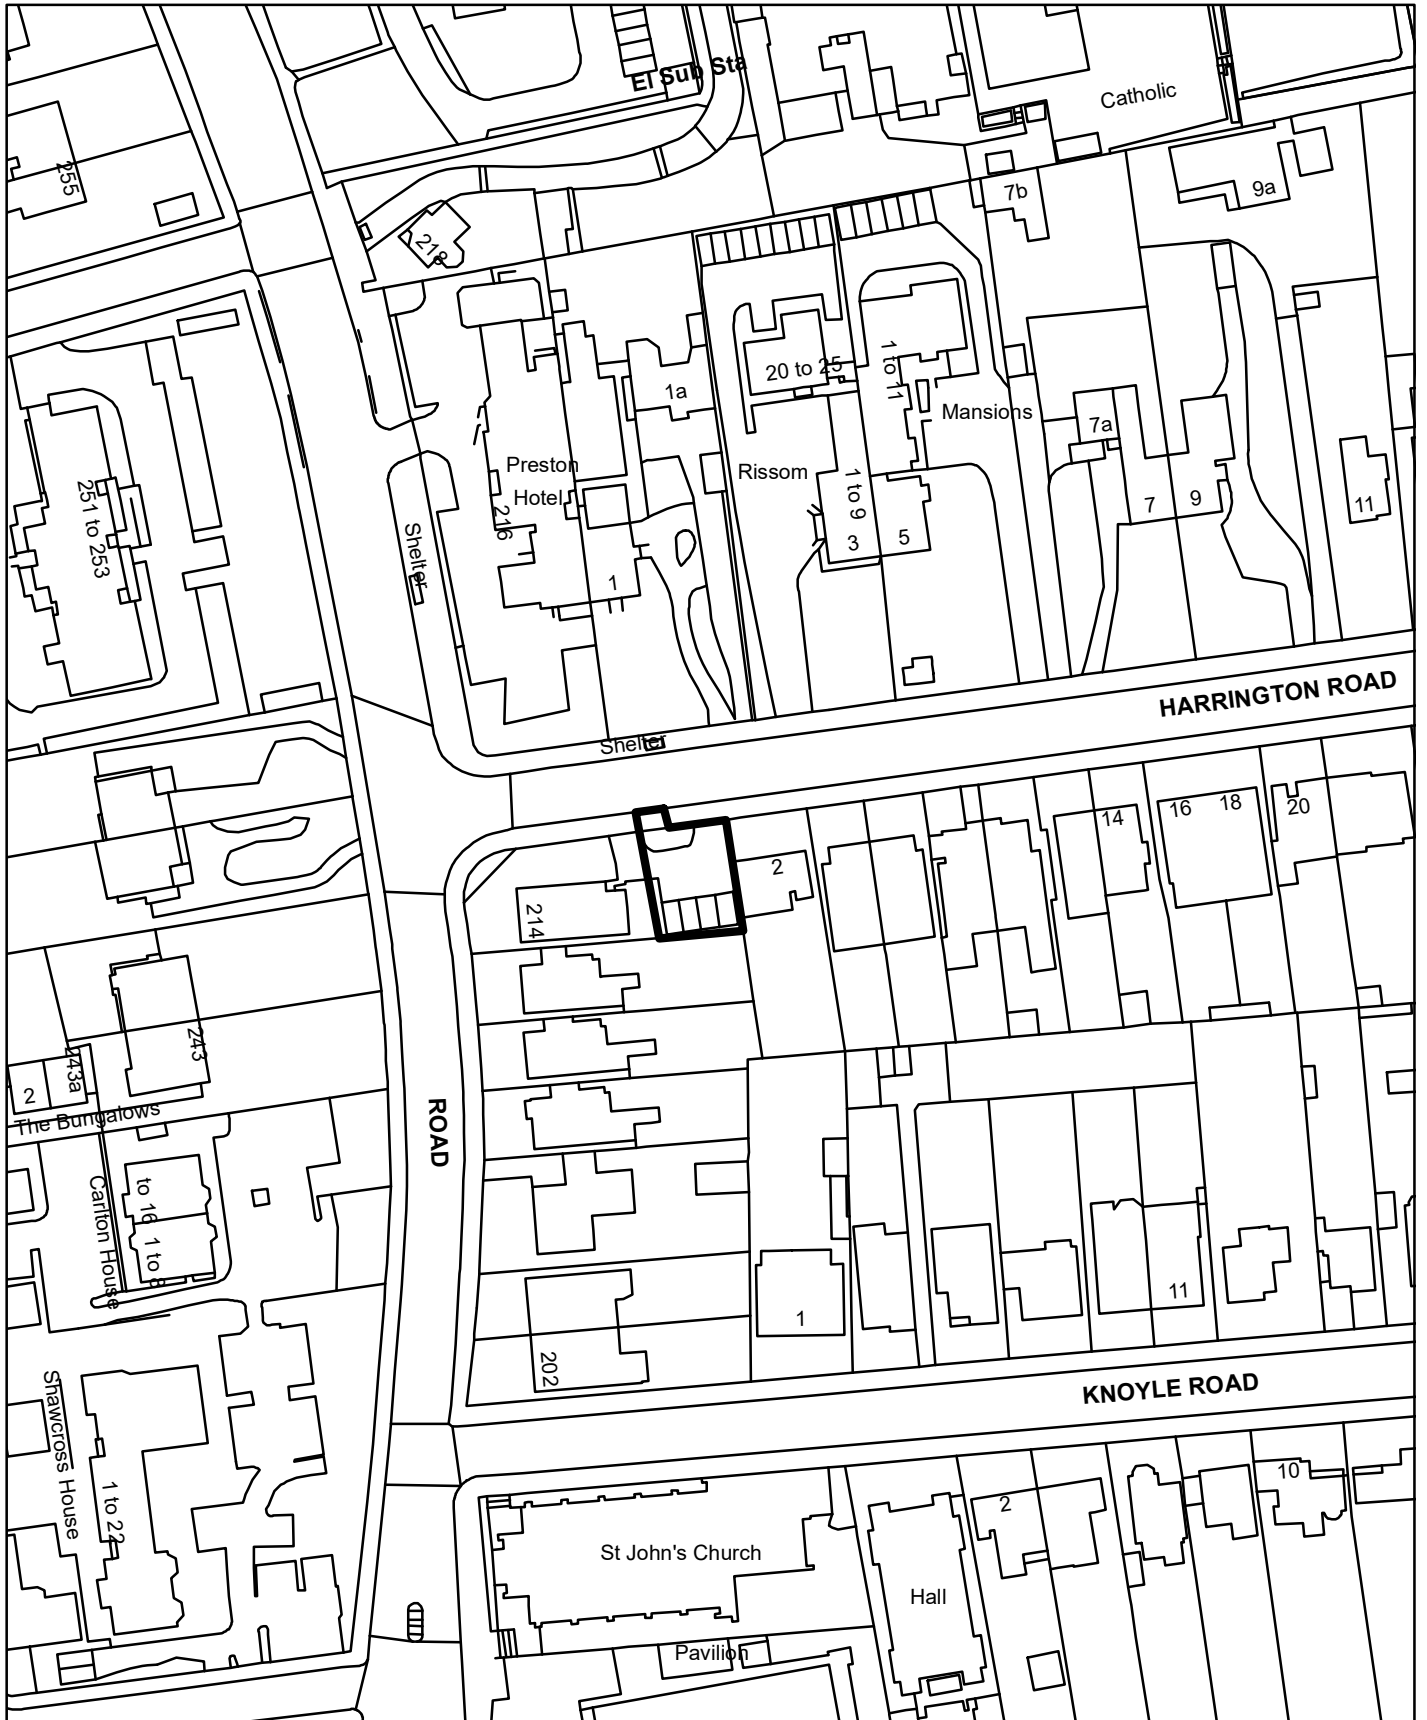 El Sub Sta
Catholic
255
7b
9a
218
20 to 25
1 to 11
1a
Mansions
7a
Preston
Hotel
Rissom
251 to 253
216
1 to 9
7
9
11
Shelter
3
5
1
HARRINGTON ROAD
Shelter
14
16
18
20
2
214
243
43a
2
The Bungalows
ROAD
Carlton House
to 16
1 to 8
1
11
202
KNOYLE ROAD
Shawcross House
1 to 22
10
2
St John's Church
Hall
Pavilion